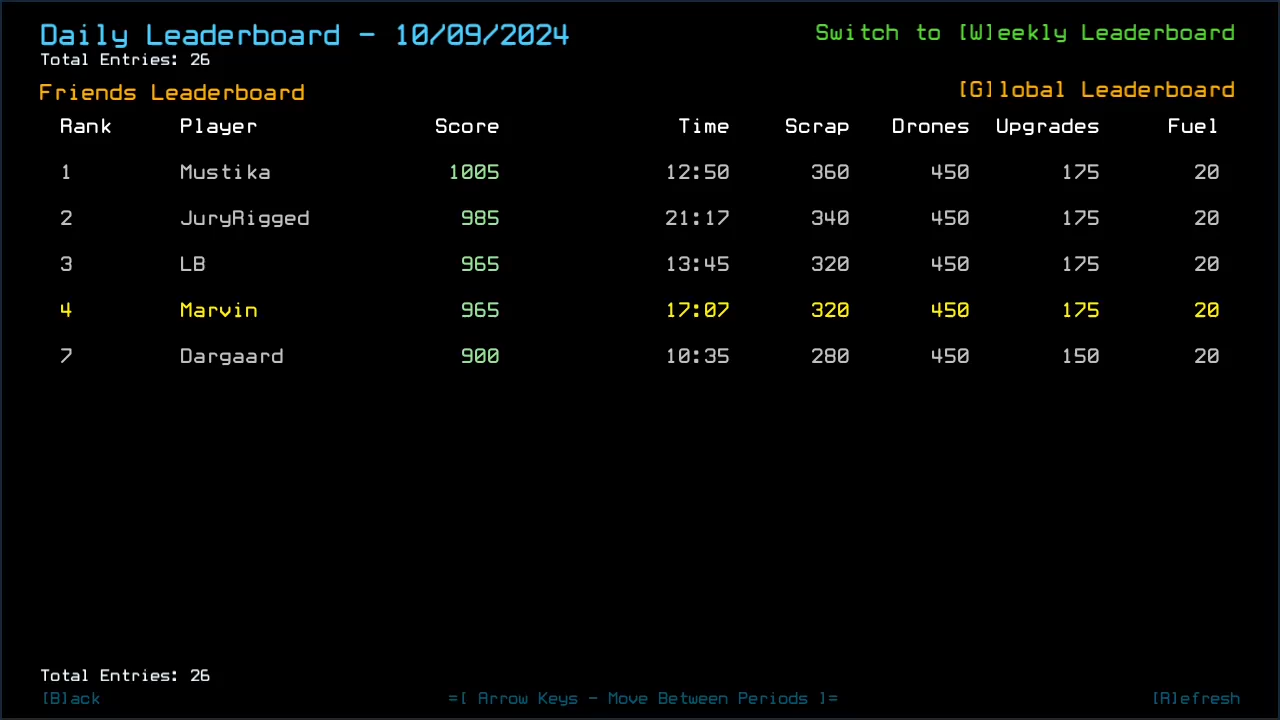 Daily Leaderboard - 10/09/2024 Switch to [W]eekly Leaderboard
Total Entries: 26
Friends Leaderboard [G]lobal Leaderboard
Rank Player Score Time Scrap Drones Upgrades Fuel
1 Mustika 1005 12:50 360 450 175 20
2 JuryRigged 985 21:17 340 450 175 20
3 LB 965 13:45 320 450 175 20
4 Marvin 965 17:07 320 450 175 20
7 Dargaard 900 10:35 280 450 150 20
Total Entries: 26
[B]ack =[ Arrow Keys - Move Between Periods ]= [R]efresh